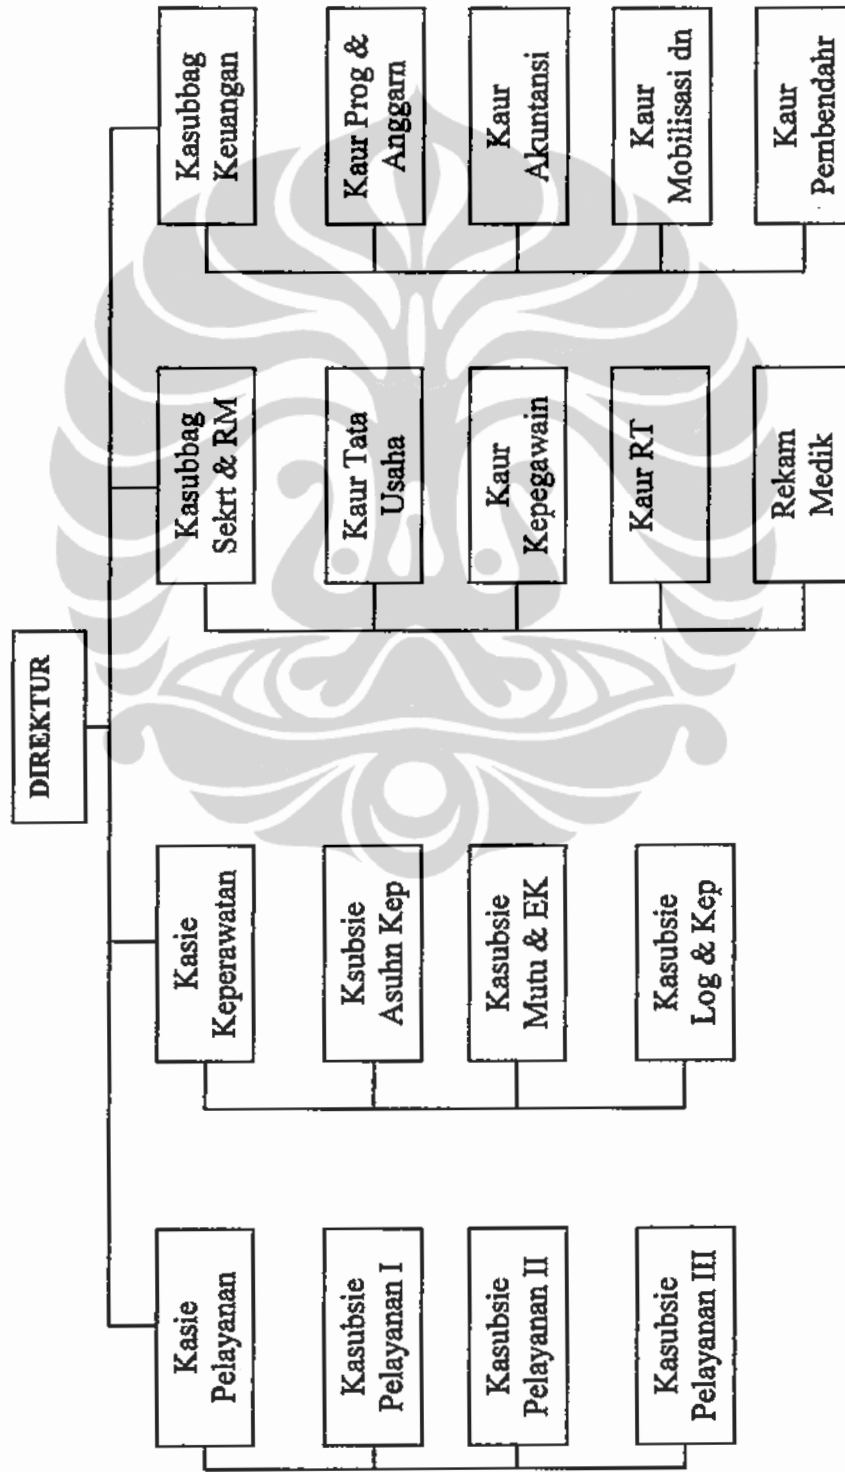 DIREKTUR
Kasie
Pelayanan
Kasubsie
Pelayanan I
Kasubsie
Pelayanan II
Kasubsie
Pelayanan III
Kasie
Keperawatan
Ksubsie
Asuhn Kep
Kasubsie
Mutu & EK
Kasubsie
Log & Kep
Kasubbag
Sekrt & RM
Kaur Tata
Usaha
Kaur
Kepegawain
Kaur RT
Rekam
Medik
Kasubbag
Keuangan
Kaur Prog &
Anggarn
Kaur
Akuntansi
Kaur
Mobilisasi dn
Kaur
Pembendahr